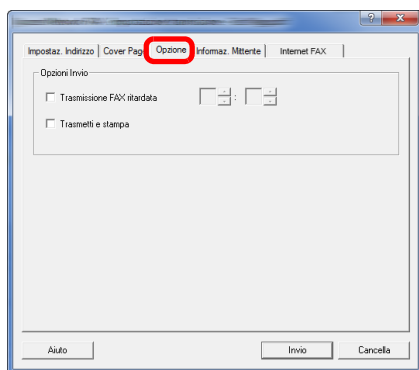 Impostaz. Indirizzo Cover Page Opzione Informaz. Mittente Internet FAX
Opzioni Invio
Trasmissione FAX ritardata :
Trasmetti e stampa
Aiuto Invio Cancella